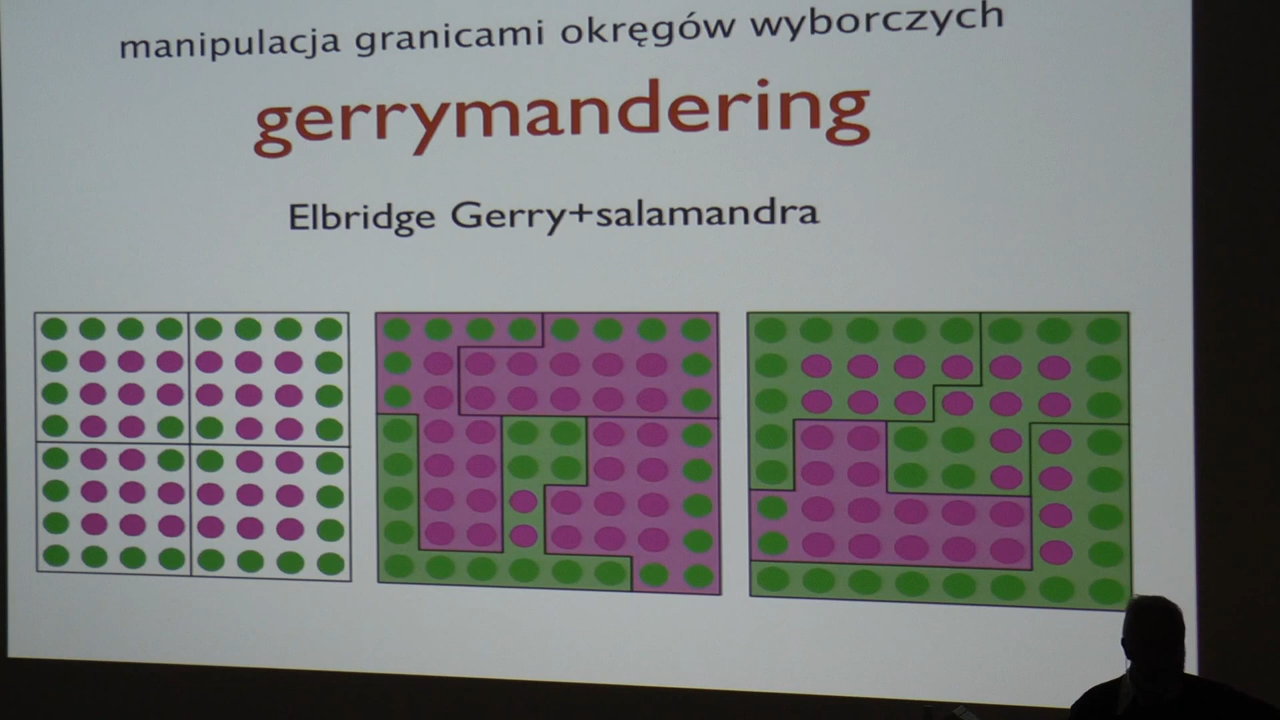 manipulacja granicami okręgów wyborczych
gerrymandering
Elbridge Gerry+salamandra